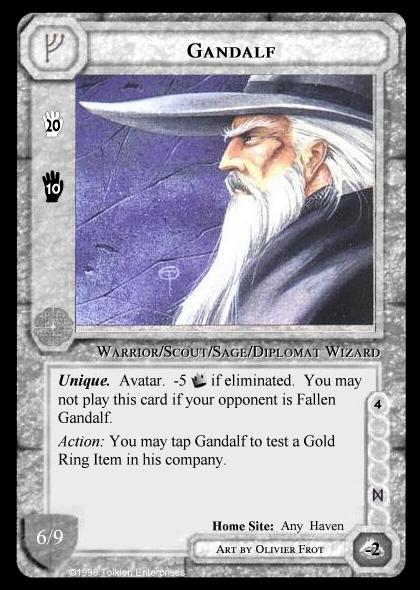 GANDALF
20
10
WARRIOR/SCOUT/SAGE/DIPLOMAT WIZARD
Unique. Avatar. -5 if eliminated. You may
not play this card if your opponent is Fallen
Gandalf.
Action: You may tap Gandalf to test a Gold
Ring Item in his company.
4
6/9
Home Site: Any Haven
ART BY OLIVIER FROT
-2
©1998 Tolkien Enterprises